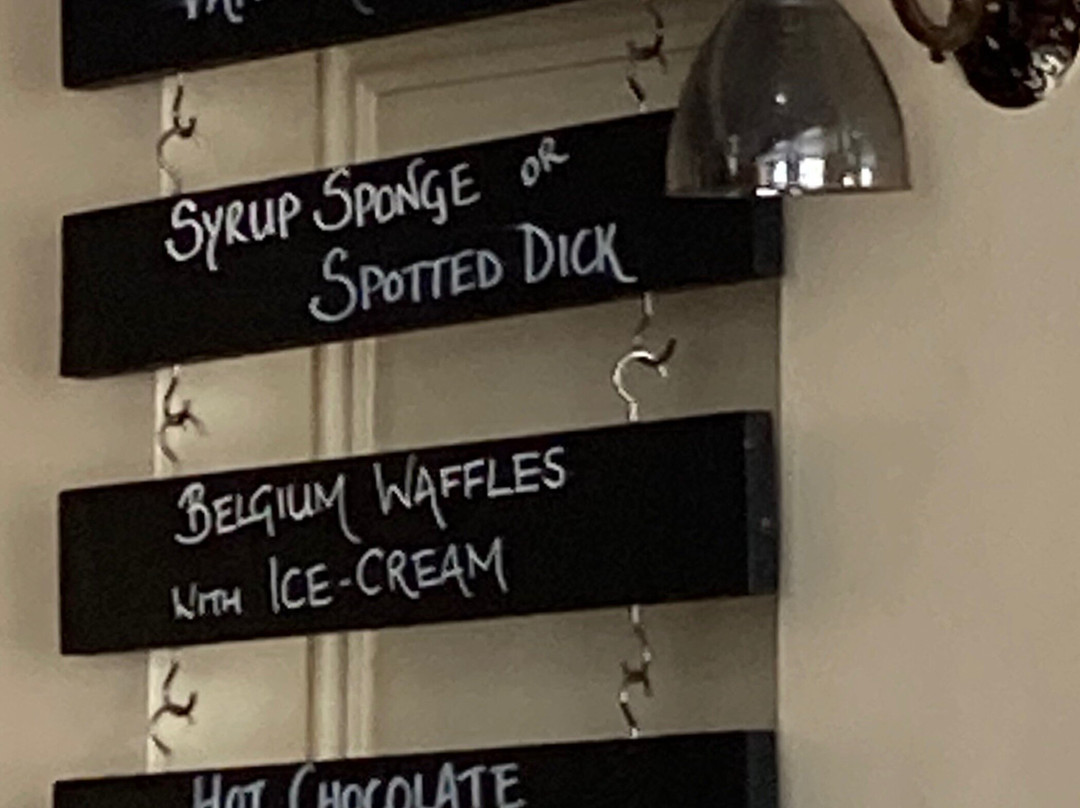 SYRUP SPONGE OR
SPOTTED DICK
BELGIUM WAFFLES
WITH ICE-CREAM
HOT CHOCOLATE